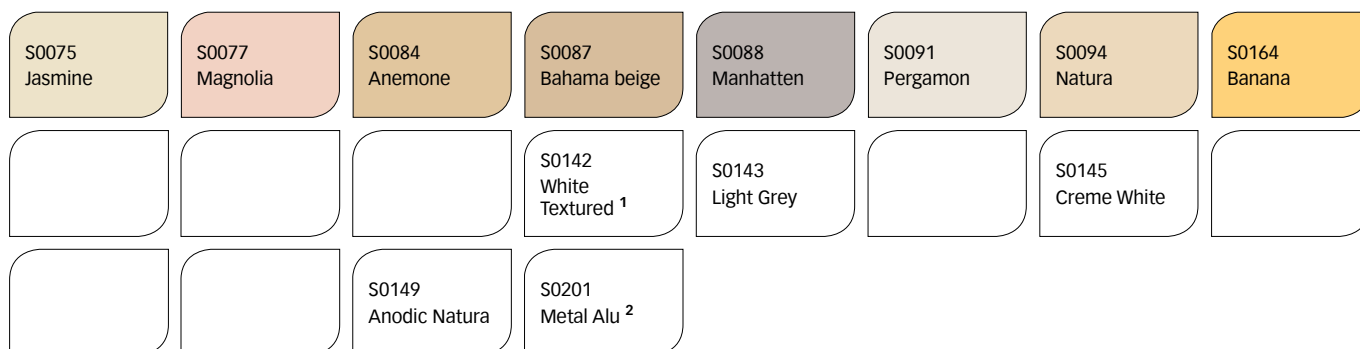 S0075
Jasmine
S0077
Magnolia
S0084
Anemone
S0087
Bahama beige
S0088
Manhatten
S0091
Pergamon
S0094
Natura
S0164
Banana
S0142
White
Textured 1
S0143
Light Grey
S0145
Creme White
S0149
Anodic Natura
S0201
Metal Alu 2